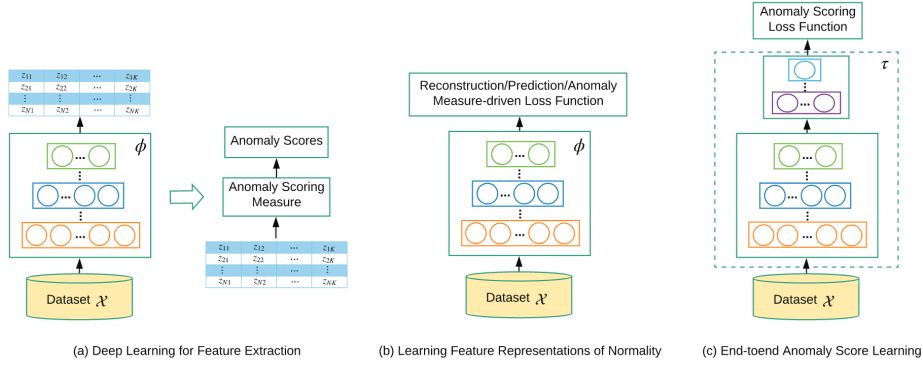 z11 z12 ... z1K
z21 z22 ... z2K
⋮ ⋮ ⋮
zN1 zN2 ... zNK
ϕ
...
⋮
...
⋮
...
Dataset 𝒳
Anomaly Scores
Anomaly Scoring
Measure
z11 z12 ... z1K
z21 z22 ... z2K
⋮ ⋮ ⋮
zN1 zN2 ... zNK
(a) Deep Learning for Feature Extraction
Reconstruction/Prediction/Anomaly
Measure-driven Loss Function
ϕ
...
⋮
...
⋮
...
Dataset 𝒳
(b) Learning Feature Representations of Normality
Anomaly Scoring
Loss Function
τ
⋮
...
...
⋮
...
⋮
...
Dataset 𝒳
(c) End-toend Anomaly Score Learning